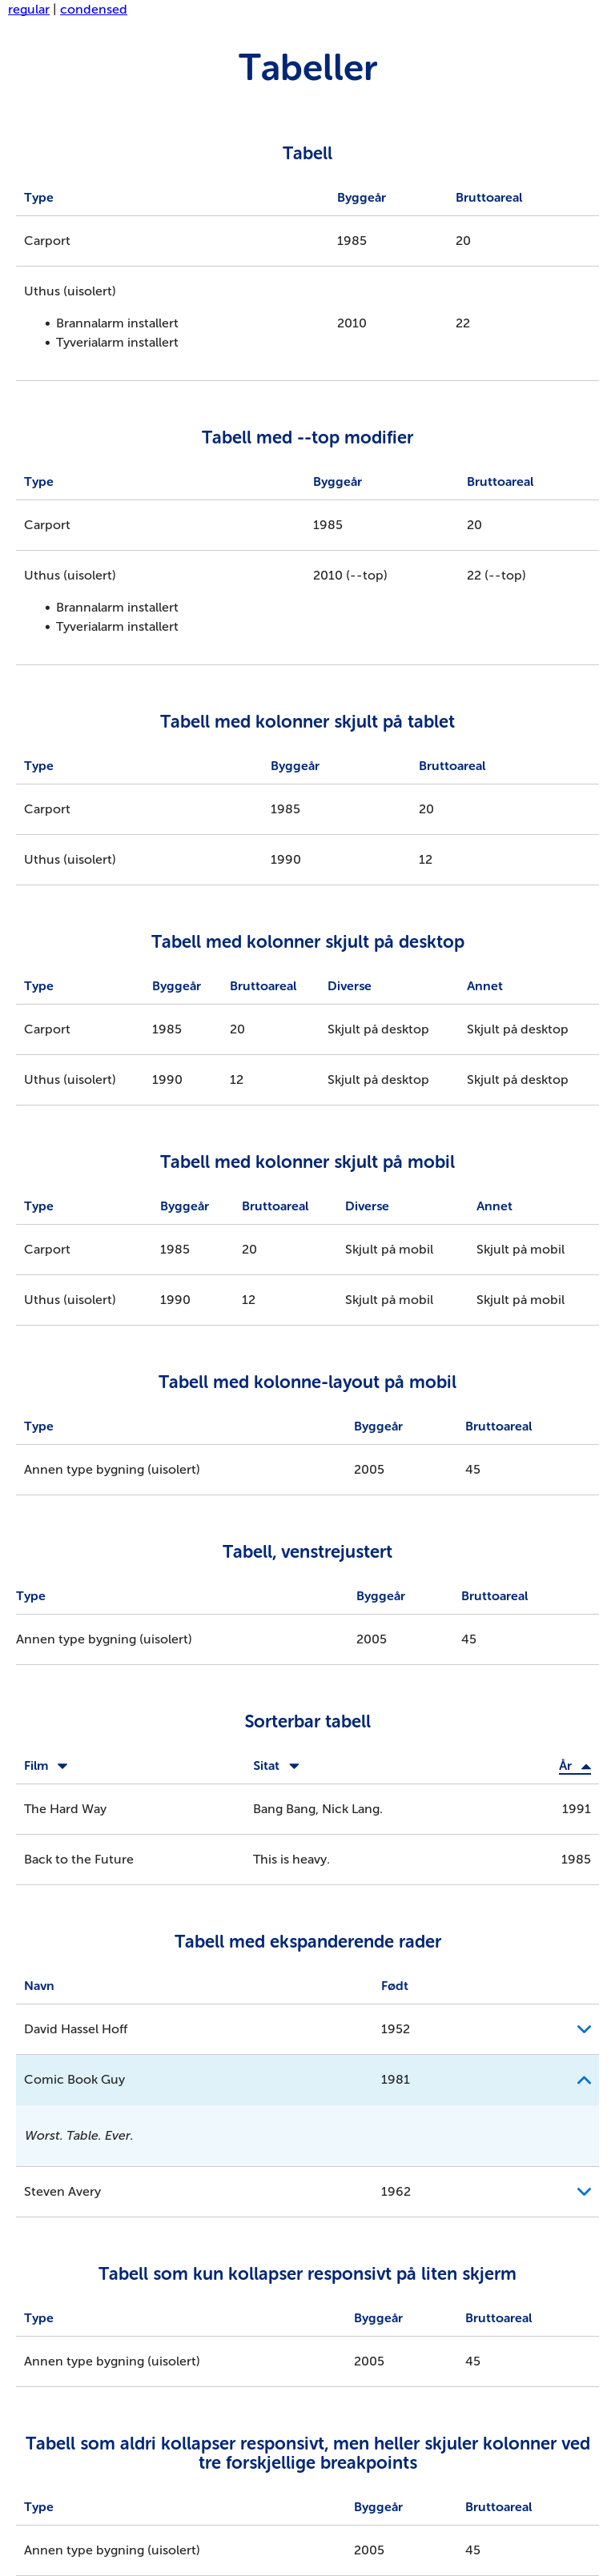 regular | condensed
Tabeller
Tabell
Type Byggeår Bruttoareal
Carport 1985 20
Uthus (uisolert)
• Brannalarm installert 2010 22
• Tyverialarm installert
Tabell med --top modifier
Type Byggeår Bruttoareal
Carport 1985 20
Uthus (uisolert) 2010 (--top) 22 (--top)
• Brannalarm installert
• Tyverialarm installert
Tabell med kolonner skjult på tablet
Type Byggeår Bruttoareal
Carport 1985 20
Uthus (uisolert) 1990 12
Tabell med kolonner skjult på desktop
Type Byggeår Bruttoareal Diverse Annet
Carport 1985 20 Skjult på desktop Skjult på desktop
Uthus (uisolert) 1990 12 Skjult på desktop Skjult på desktop
Tabell med kolonner skjult på mobil
Type Byggeår Bruttoareal Diverse Annet
Carport 1985 20 Skjult på mobil Skjult på mobil
Uthus (uisolert) 1990 12 Skjult på mobil Skjult på mobil
Tabell med kolonne-layout på mobil
Type Byggeår Bruttoareal
Annen type bygning (uisolert) 2005 45
Tabell, venstrejustert
Type Byggeår Bruttoareal
Annen type bygning (uisolert) 2005 45
Sorterbar tabell
Film Sitat År
The Hard Way Bang Bang, Nick Lang. 1991
Back to the Future This is heavy. 1985
Tabell med ekspanderende rader
Navn Født
David Hassel Hoff 1952
Comic Book Guy 1981
Worst. Table. Ever.
Steven Avery 1962
Tabell som kun kollapser responsivt på liten skjerm
Type Byggeår Bruttoareal
Annen type bygning (uisolert) 2005 45
Tabell som aldri kollapser responsivt, men heller skjuler kolonner ved
tre forskjellige breakpoints
Type Byggeår Bruttoareal
Annen type bygning (uisolert) 2005 45